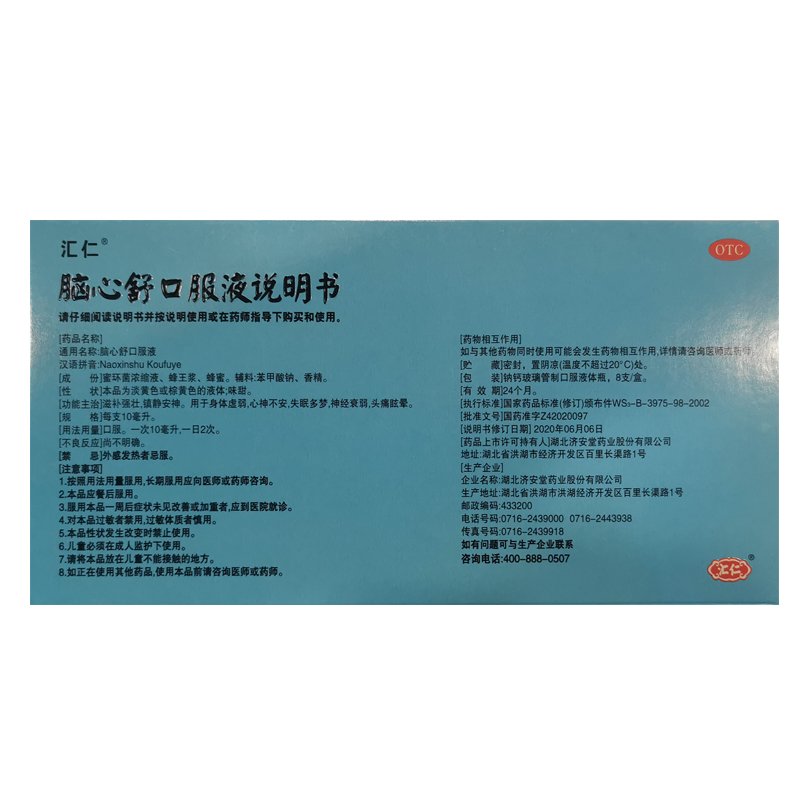 汇仁®
脑心舒口服液说明书
请仔细阅读说明书并按说明使用或在药师指导下购买和使用。
[药品名称]
通用名称:脑心舒口服液
汉语拼音:Naoxinshu Koufuye
[成 份]蜜环菌浓缩液、蜂王浆、蜂蜜。辅料:苯甲酸钠、香精。
[性 状]本品为淡黄色或棕黄色的液体;味甜。
[功能主治]滋补强壮,镇静安神。用于身体虚弱,心神不安,失眠多梦,神经衰弱,头痛眩晕。
[规 格]每支10毫升。
[用法用量]口服。一次10毫升,一日2次。
[不良反应]尚不明确。
[禁 忌]外感发热者忌服。
[注意事项]
1.按照用法用量服用,长期服用应向医师或药师咨询。
2.本品应餐后服用。
3.服用本品一周后症状未见改善或加重者,应到医院就诊。
4.对本品过敏者禁用,过敏体质者慎用。
5.本品性状发生改变时禁止使用。
6.儿童必须在成人监护下使用。
7.请将本品放在儿童不能接触的地方。
8.如正在使用其他药品,使用本品前请咨询医师或药师。
OTC
[药物相互作用]
如与其他药物同时使用可能会发生药物相互作用,详情请咨询医师或药师。
[贮 藏]密封，置阴凉(温度不超过20°C)处。
[包 装]钠钙玻璃管制口服液体瓶，8支/盒。
[有 效 期]24个月。
[执行标准]国家药品标准(修订)颁布件WS₃-B-3975-98-2002
[批准文号]国药准字Z42020097
[说明书修订日期]2020年06月06日
[药品上市许可持有人]湖北济安堂药业股份有限公司
地址:湖北省洪湖市经济开发区百里长渠路1号
[生产企业]
企业名称:湖北济安堂药业股份有限公司
生产地址:湖北省洪湖市洪湖经济开发区百里长渠路1号
邮政编码:433200
电话号码:0716-2439000 0716-2443938
传真号码:0716-2439918
如有问题可与生产企业联系
咨询电话:400-888-0507
汇仁®